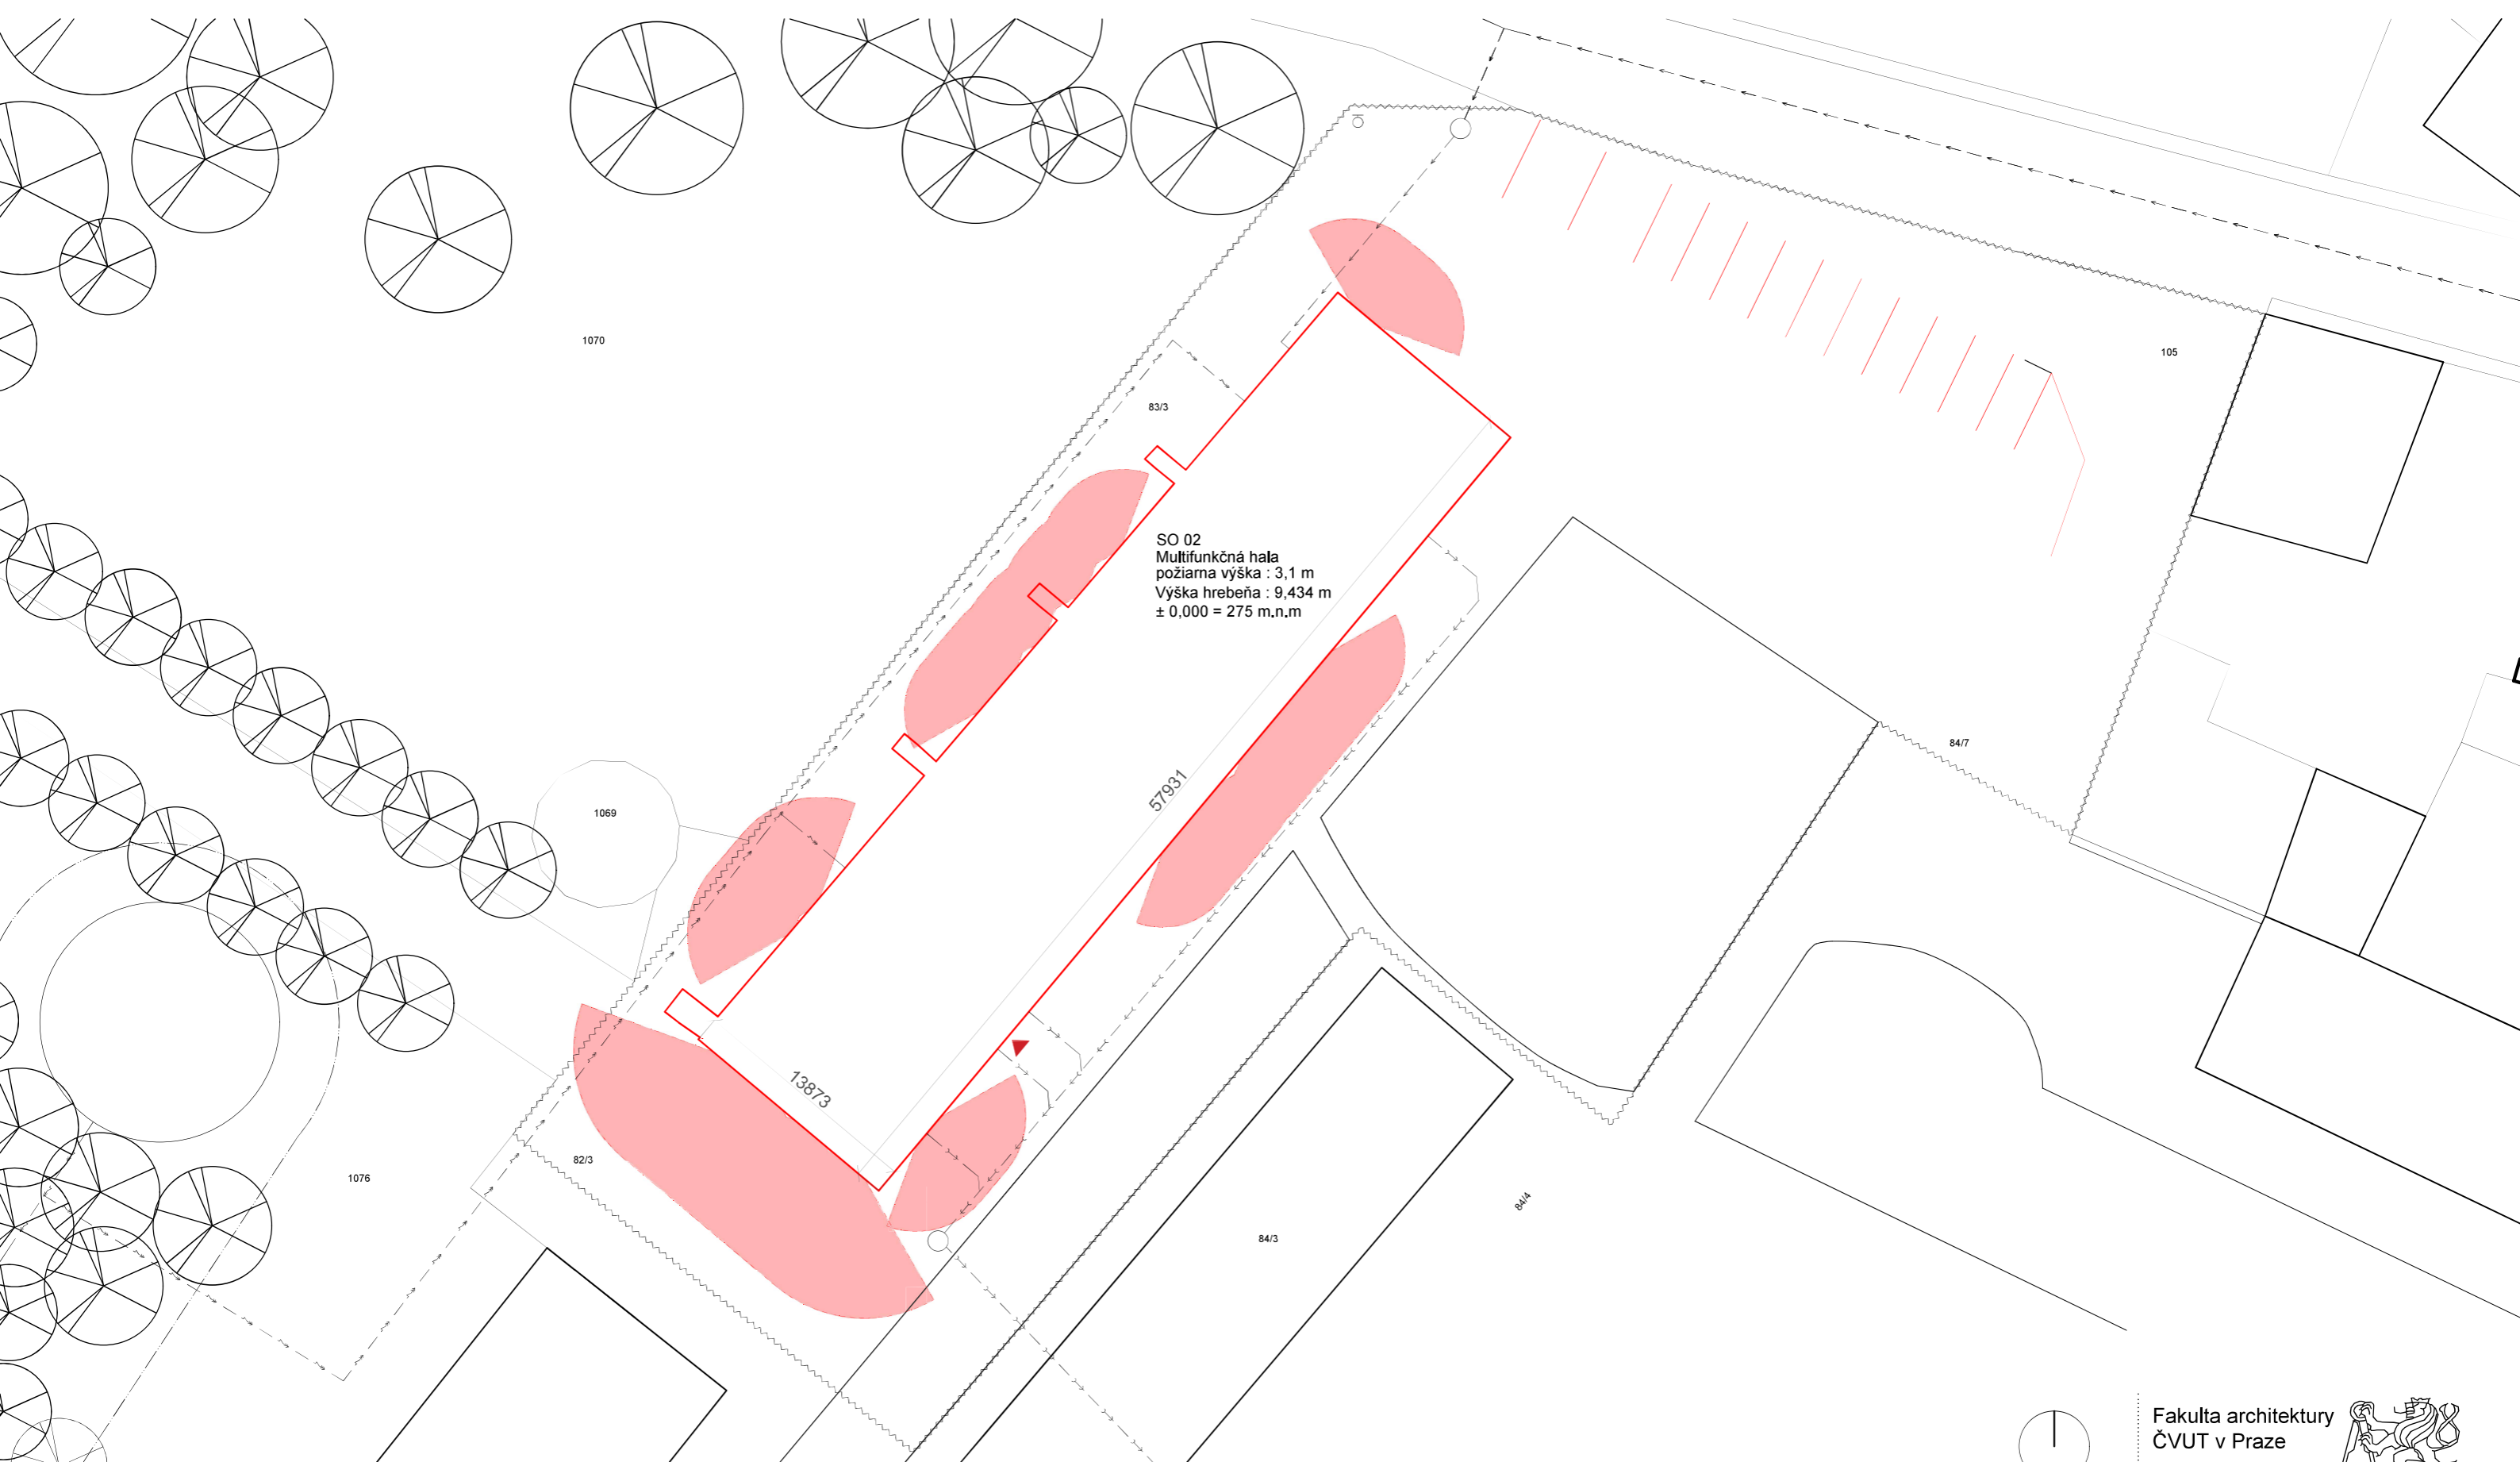 1070
105
83/3
SO 02
Multifunkčná hala
požiarna výška : 3,1 m
Výška hrebeňa : 9,434 m
± 0,000 = 275 m.n.m
84/7
57931
1069
13873
82/3
1076
84/4
84/3
Fakulta architektury
ČVUT v Praze